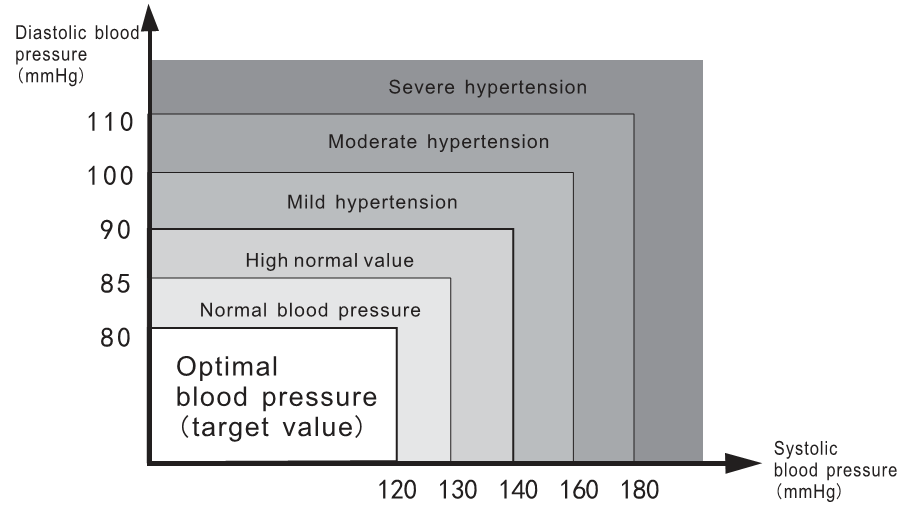 Diastolic blood
pressure
（mmHg）
Severe hypertension
110
Moderate hypertension
100
Mild hypertension
90
High normal value
85
Normal blood pressure
80
Optimal
blood pressure
（target value）
Systolic
blood pressure
（mmHg）
120 130 140 160 180